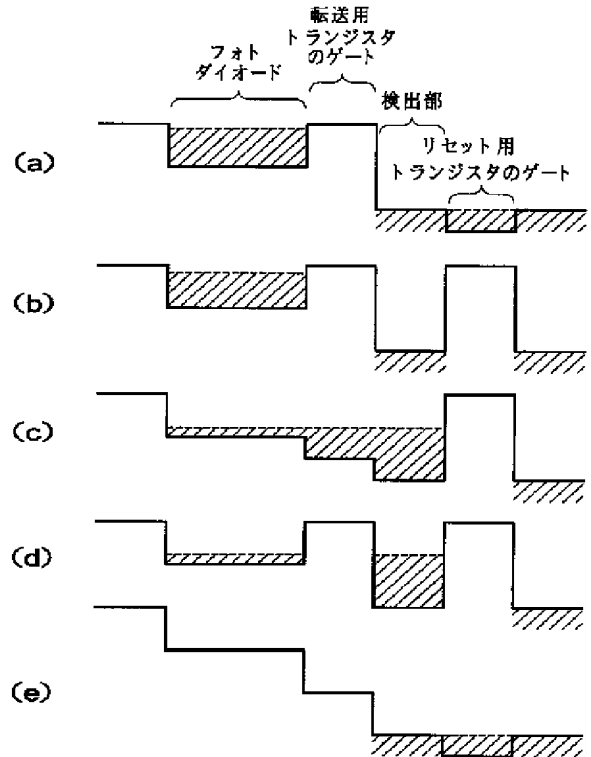 フォト
ダイオード
転送用
トランジスタ
のゲート
検出部
リセット用
トランジスタのゲート
(a)
(b)
(c)
(d)
(e)